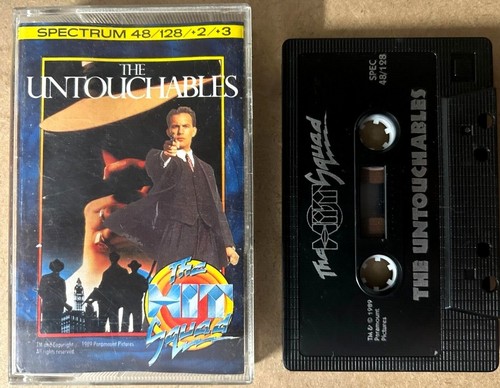 SPECTRUM 48/128/+2/+3
THE
UNTOUCHABLES
The
HIT
Squad
TM & Copyright 1989 Paramount Pictures
All rights reserved.
SPEC
48/128
The
HIT
Squad
THE UNTOUCHABLES
TM & © 1989
Paramount
Pictures